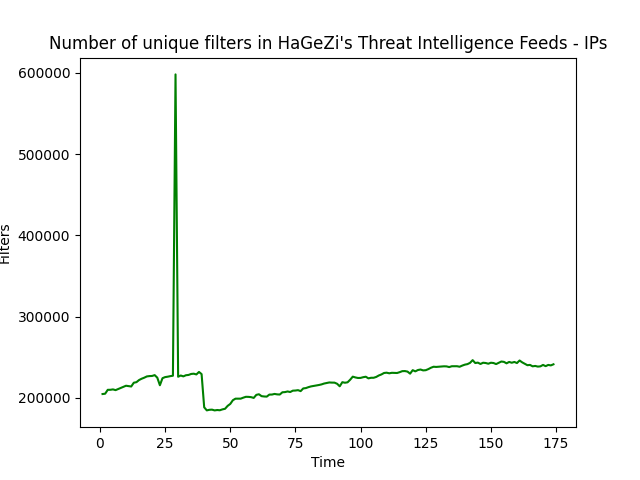 Number of unique filters in HaGeZi's Threat Intelligence Feeds - IPs
600000
500000
400000
300000
200000
Filters
0 25 50 75 100 125 150 175
Time